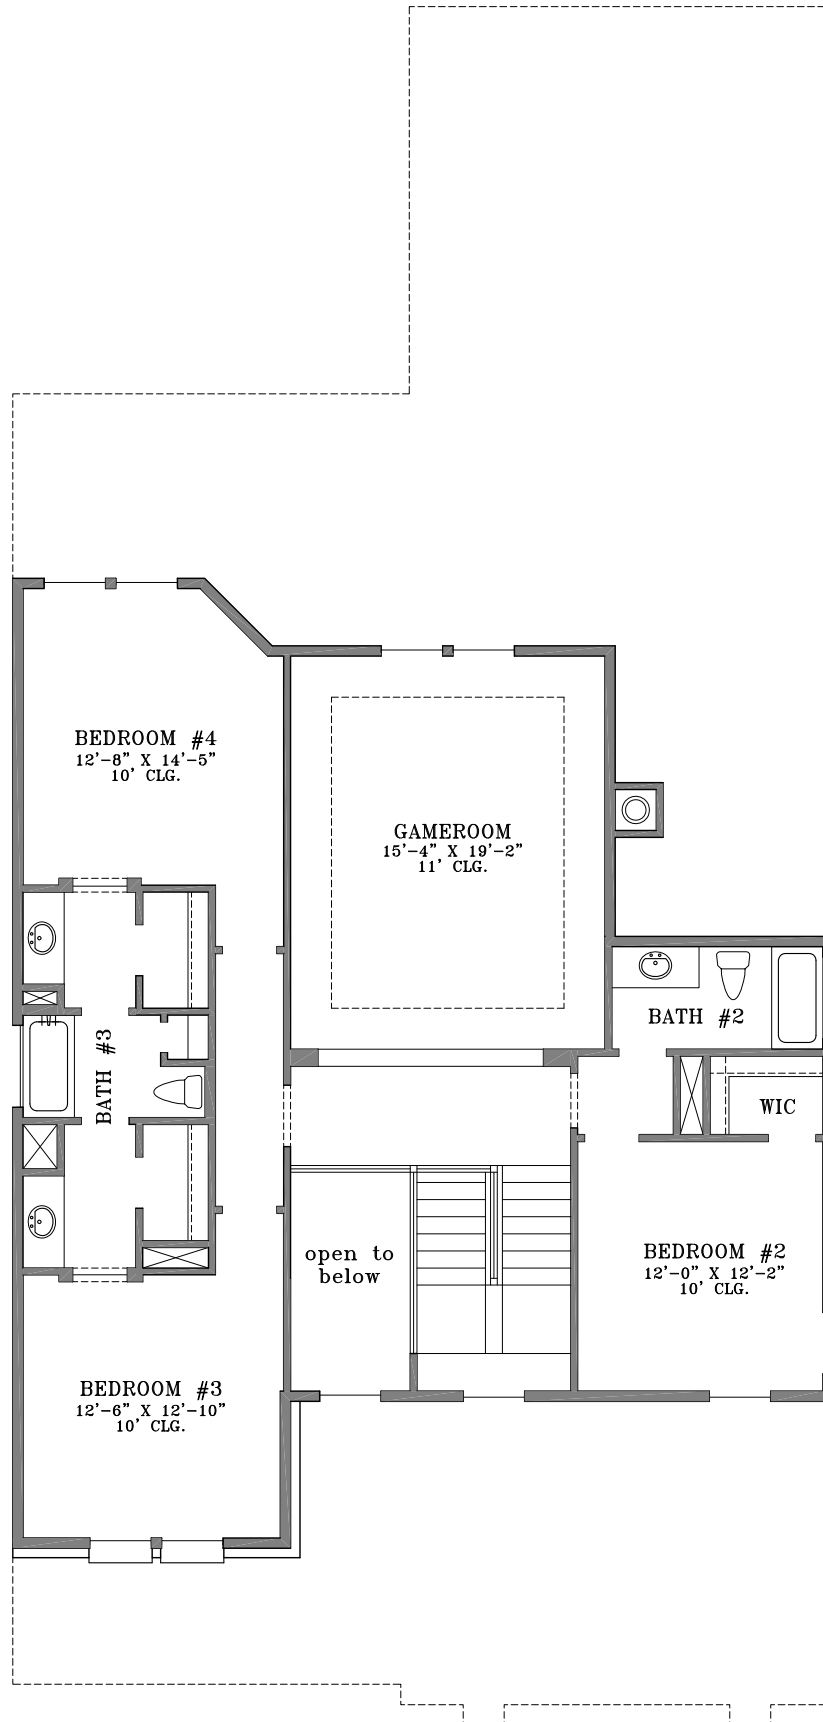 BEDROOM #4
12'-8" X 14'-5"
10' CLG.
GAMEROOM
15'-4" X 19'-2"
11' CLG.
BATH #2
BATH #3
WIC
open to
below
BEDROOM #2
12'-0" X 12'-2"
10' CLG.
BEDROOM #3
12'-6" X 12'-10"
10' CLG.